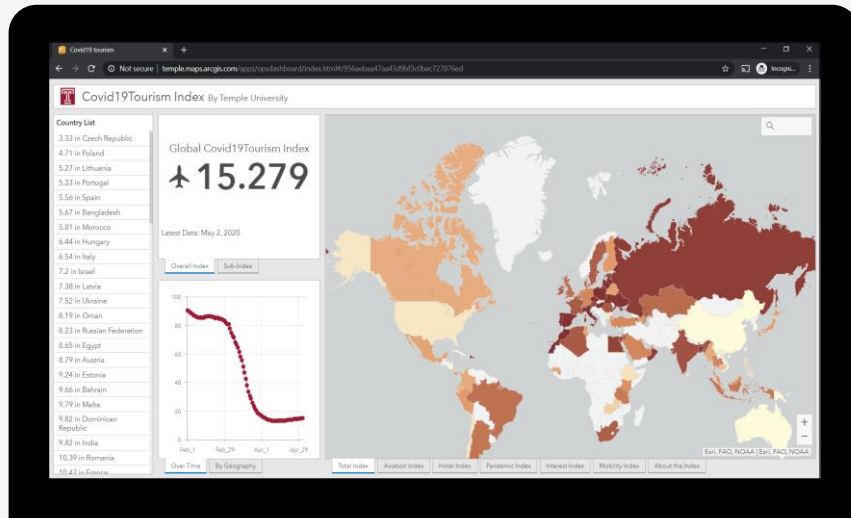 Covid19 tourism
Not secure | temple.maps.arcgis.com/apps/opsdashboard/index.html#/956aebaa47aa43d9bf3c0bec727876ed
Incogni...
Covid19Tourism Index By Temple University
Country List
3.33 in Czech Republic
4.71 in Poland
5.27 in Lithuania
5.33 in Portugal
5.56 in Spain
5.67 in Bangladesh
5.81 in Morocco
6.44 in Hungary
6.54 in Italy
7.2 in Israel
7.38 in Latvia
7.52 in Ukraine
8.19 in Oman
8.23 in Russian Federation
8.65 in Egypt
8.79 in Austria
9.24 in Estonia
9.66 in Bahrain
9.79 in Malta
9.82 in Dominican
Republic
9.82 in India
10.39 in Romania
10.42 in France
Global Covid19Tourism Index
15.279
Latest Data: May 2, 2020
Overall Index Sub-Index
100
80
60
40
20
0
Feb_1 Feb_29 Apr_1 Apr_29
Over Time By Geography
Esri, FAO, NOAA | Esri, FAO, NOAA
Total Index Aviation Index Hotel Index Pandemic Index Interest Index Mobility Index About the Index